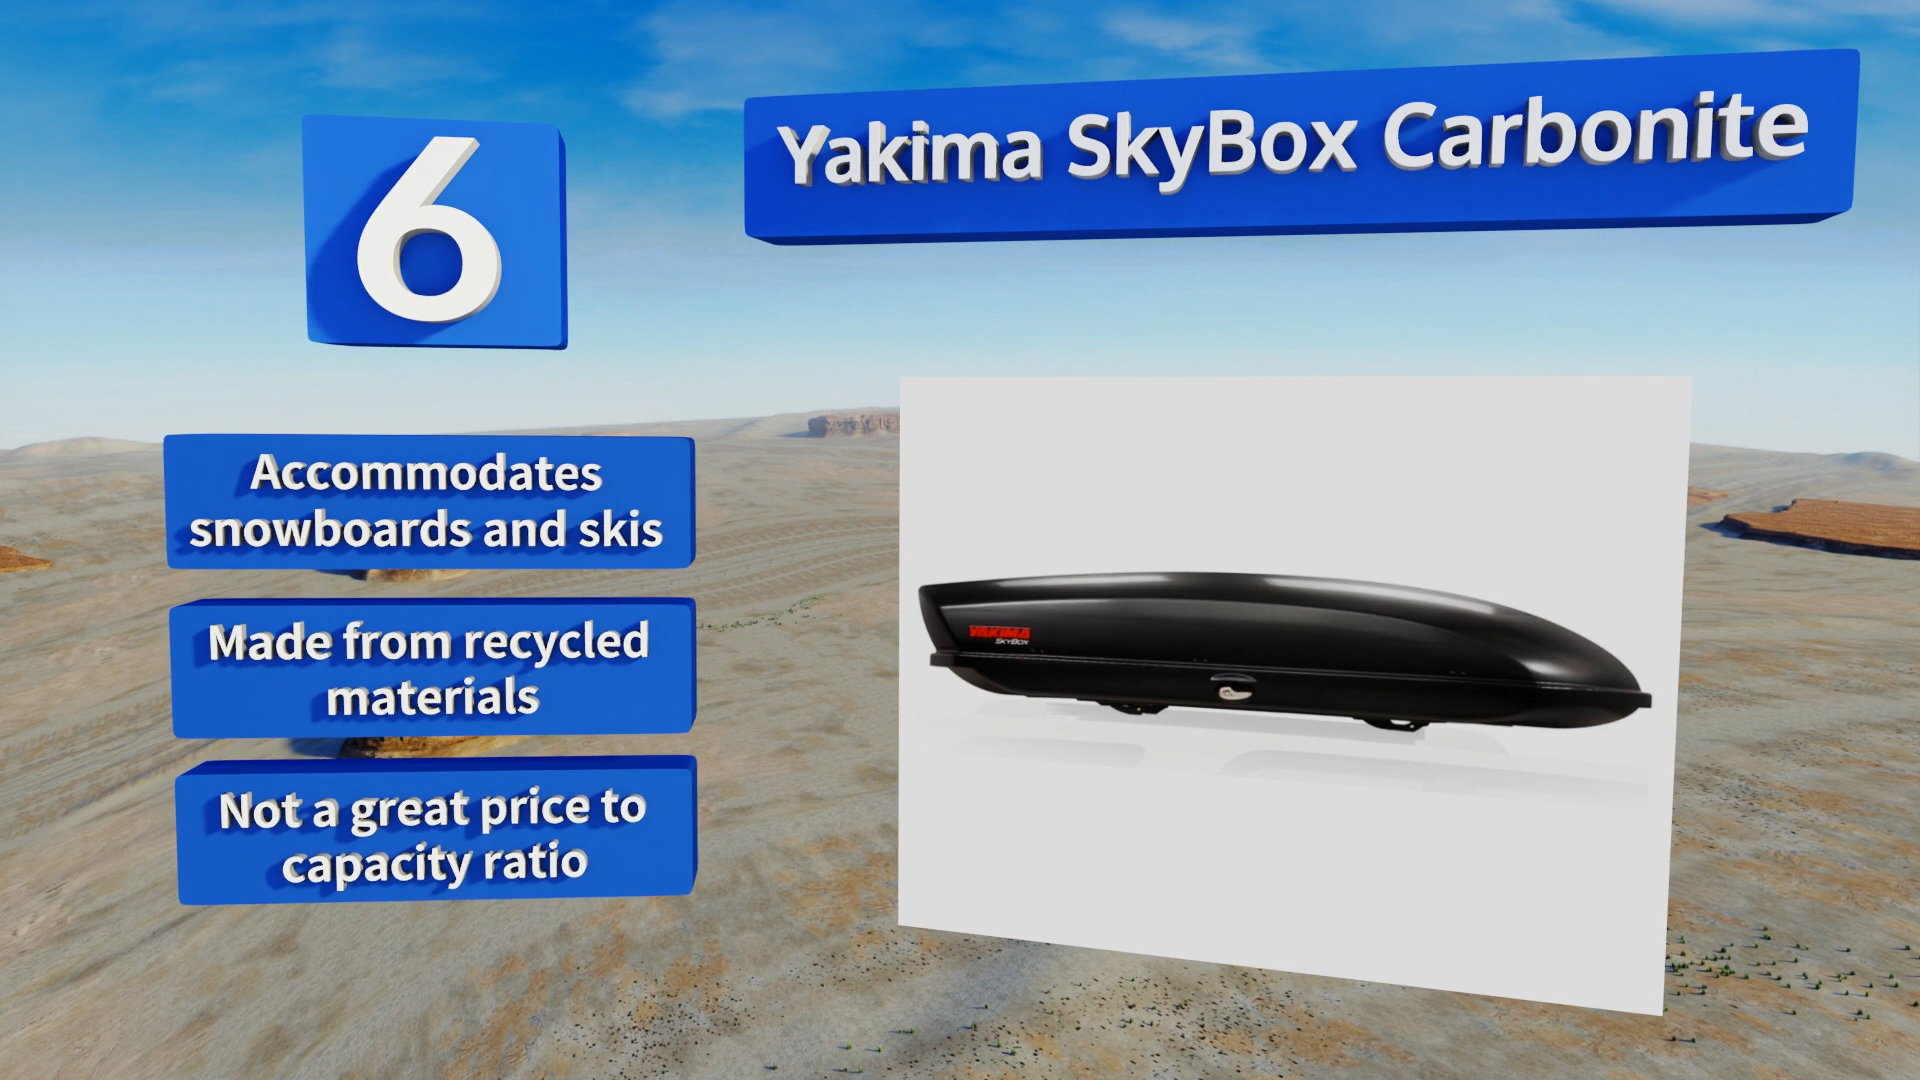 6
Yakima SkyBox Carbonite
Accommodates
snowboards and skis
Made from recycled
materials
Not a great price to
capacity ratio
YAKIMA
SKYBOX